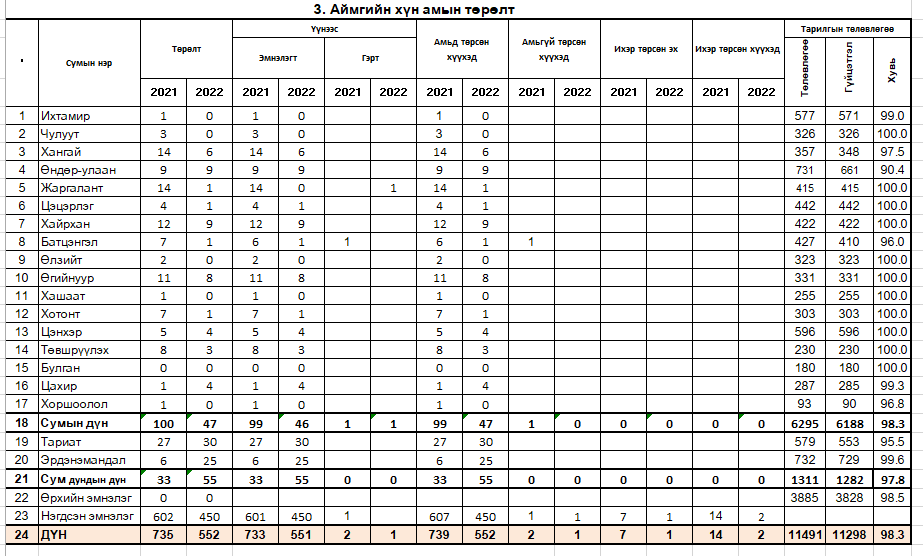 3. Аймгийн хүн амын төрөлт
Сумын нэр Төрөлт Үүнээс Амьд төрсөн хүүхэд Амьгүй төрсөн хүүхэд Ихэр төрсөн эх Ихэр төрсөн хүүхэд Тарилгын төлөвлөгөө
Эмнэлэгт Гэрт Төлөвлөгөө Гүйцэтгэл Хувь
2021 2022 2021 2022 2021 2022 2021 2022 2021 2022 2021 2022 2021 2022
1 Ихтамир 1 0 1 0 1 0 577 571 99.0
2 Чулуут 3 0 3 0 3 0 326 326 100.0
3 Хангай 14 6 14 6 14 6 357 348 97.5
4 Өндөр-улаан 9 9 9 9 9 9 731 661 90.4
5 Жаргалант 14 1 14 0 1 14 1 415 415 100.0
6 Цэцэрлэг 4 1 4 1 4 1 442 442 100.0
7 Хайрхан 12 9 12 9 12 9 422 422 100.0
8 Батцэнгэл 7 1 6 1 1 6 1 1 427 410 96.0
9 Өлзийт 2 0 2 0 2 0 323 323 100.0
10 Өгийнуур 11 8 11 8 11 8 331 331 100.0
11 Хашаат 1 0 1 0 1 0 255 255 100.0
12 Хотонт 7 1 7 1 7 1 303 303 100.0
13 Цэнхэр 5 4 5 4 5 4 596 596 100.0
14 Төвшрүүлэх 8 3 8 3 8 3 230 230 100.0
15 Булган 0 0 0 0 0 0 180 180 100.0
16 Цахир 1 4 1 4 1 4 287 285 99.3
17 Хоршоолол 1 0 1 0 1 0 93 90 96.8
18 Сумын дүн 100 47 99 46 1 1 99 47 1 0 0 0 0 0 6295 6188 98.3
19 Тариат 27 30 27 30 27 30 579 553 95.5
20 Эрдэнэмандал 6 25 6 25 6 25 732 729 99.6
21 Сум дундын дүн 33 55 33 55 0 0 33 55 0 0 0 0 0 0 1311 1282 97.8
22 Өрхийн эмнэлэг 0 0 3885 3828 98.5
23 Нэгдсэн эмнэлэг 602 450 601 450 1 607 450 1 1 7 1 14 2
24 ДҮН 735 552 733 551 2 1 739 552 2 1 7 1 14 2 11491 11298 98.3